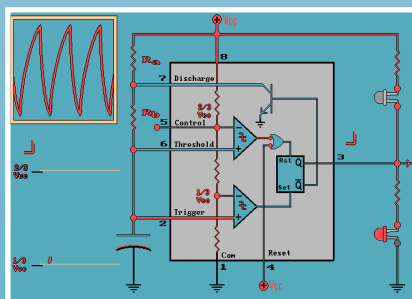 Vcc
Ra
8
7 Discharge
Rb
2/3 Vcc
5 Control
6 Threshold
Rst Q
3
2/3 Vcc
1/3 Vcc
Set Q̅
Trigger
2
1/3 Vcc
Com
Reset
1
4
Vcc